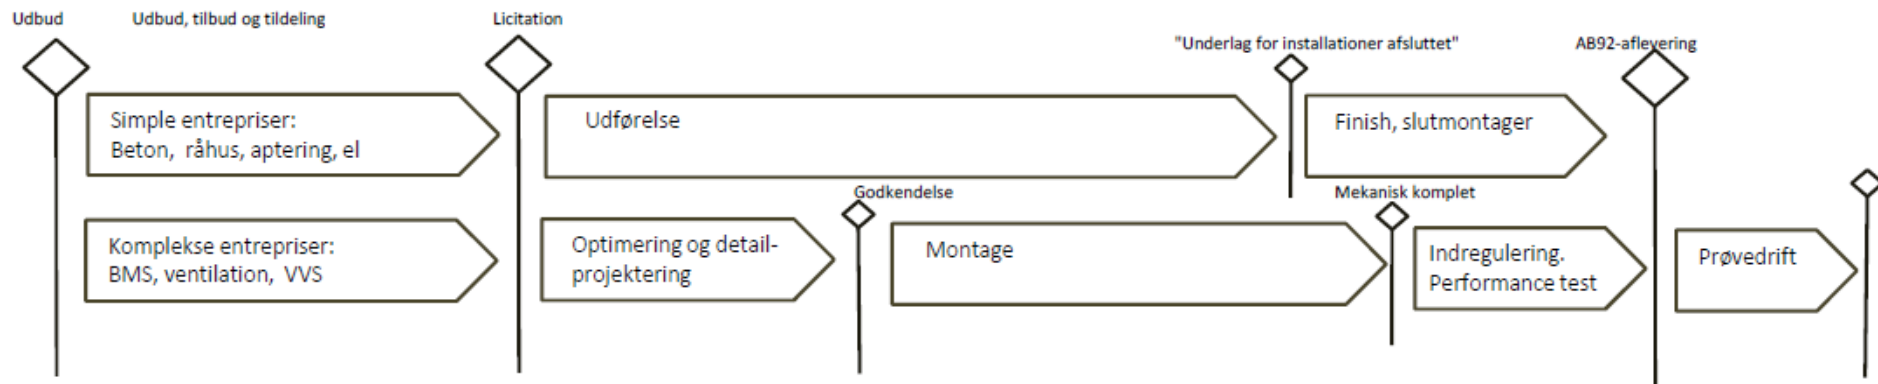 Udbud
Udbud, tilbud og tildeling
Licitation
"Underlag for installationer afsluttet"
AB92-aflevering
Simple entrepriser:
Beton, råhus, aptering, el
Udførelse
Finish, slutmontager
Godkendelse
Mekanisk komplet
Komplekse entrepriser:
BMS, ventilation, VVS
Optimering og detail-
projektering
Montage
Indregulering.
Performance test
Prøvedrift